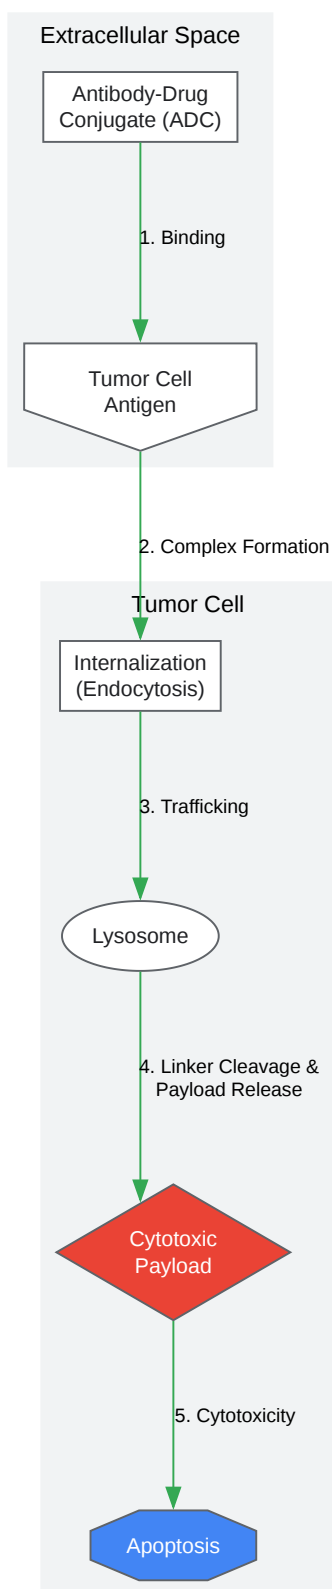 Extracellular Space
Antibody-Drug
Conjugate (ADC)
1. Binding
Tumor Cell
Antigen
2. Complex Formation
Tumor Cell
Internalization
(Endocytosis)
3. Trafficking
Lysosome
4. Linker Cleavage &
Payload Release
Cytotoxic
Payload
5. Cytotoxicity
Apoptosis